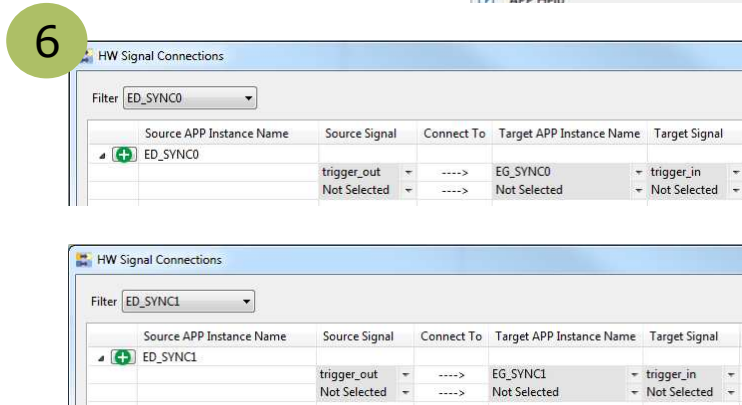 APP Help
6
HW Signal Connections
Filter ED_SYNC0
Source APP Instance Name Source Signal Connect To Target APP Instance Name Target Signal
ED_SYNC0
trigger_out ----> EG_SYNC0 trigger_in
Not Selected ----> Not Selected Not Selected
HW Signal Connections
Filter ED_SYNC1
Source APP Instance Name Source Signal Connect To Target APP Instance Name Target Signal
ED_SYNC1
trigger_out ----> EG_SYNC1 trigger_in
Not Selected ----> Not Selected Not Selected